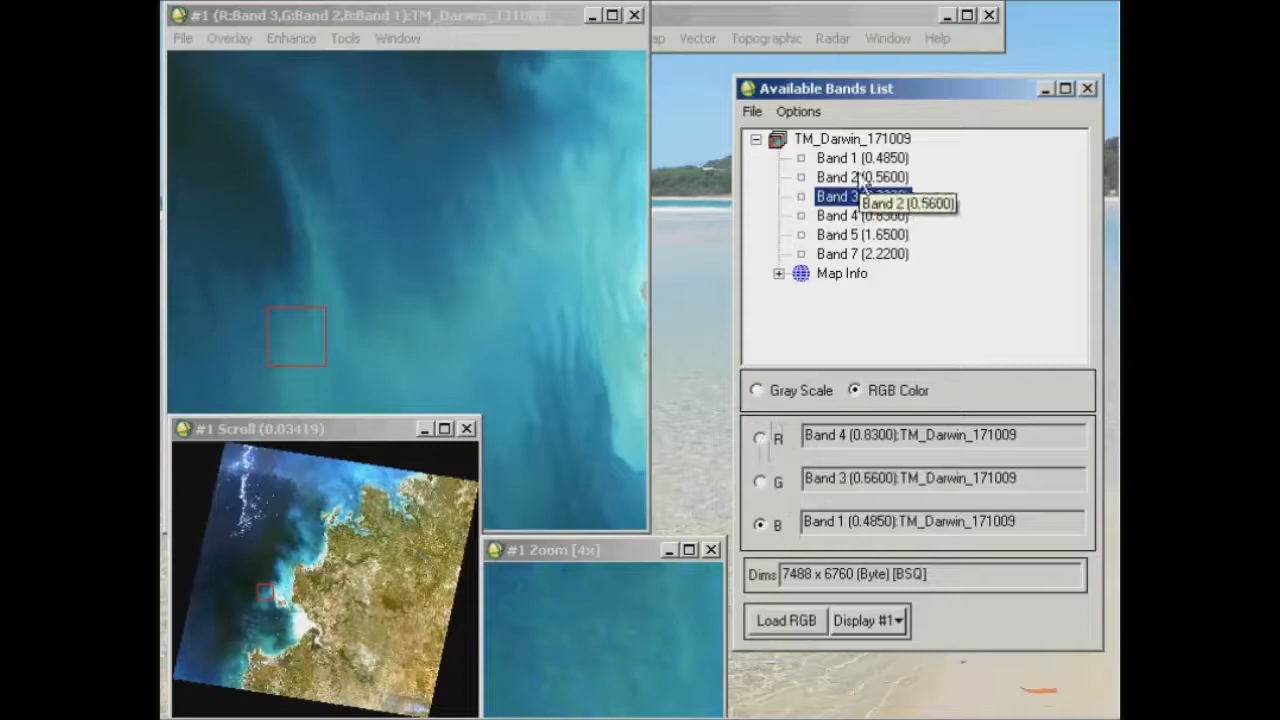 #1 (R:Band 3,G:Band 2,B:Band 1):TM_Darwin_171009
File Overlay Enhance Tools Window
Vector Topographic Radar Window Help
Available Bands List
File Options
TM_Darwin_171009
Band 1 (0.4850)
Band 2 (0.5600)
Band 3
Band 2 (0.5600)
Band 4 (0.8300)
Band 5 (1.6500)
Band 7 (2.2200)
Map Info
Gray Scale RGB Color
R Band 4 (0.8300):TM_Darwin_171009
G Band 3 (0.6600):TM_Darwin_171009
B Band 1 (0.4850):TM_Darwin_171009
Dims 7488 x 6760 (Byte) [BSQ]
Load RGB Display #1
#1 Scroll (0.03419)
#1 Zoom [4x]